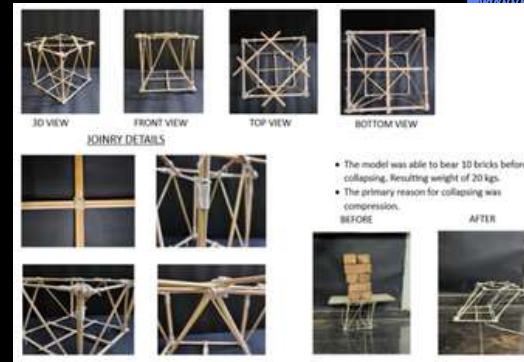 3D VIEW
FRONT VIEW
TOP VIEW
BOTTOM VIEW
JOINRY DETAILS
• The model was able to bear 10 bricks before
collapsing. Resulting weight of 20 kgs.
• The primary reason for collapsing was
compression.
BEFORE
AFTER